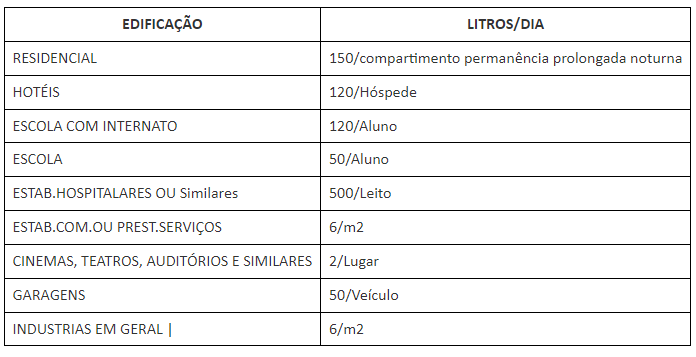 EDIFICAÇÃO LITROS/DIA
RESIDENCIAL 150/compartimento permanência prolongada noturna
HOTÉIS 120/Hóspede
ESCOLA COM INTERNATO 120/Aluno
ESCOLA 50/Aluno
ESTAB.HOSPITALARES OU Similares 500/Leito
ESTAB.COM.OU PREST.SERVIÇOS 6/m2
CINEMAS, TEATROS, AUDITÓRIOS E SIMILARES 2/Lugar
GARAGENS 50/Veículo
INDUSTRIAS EM GERAL | 6/m2